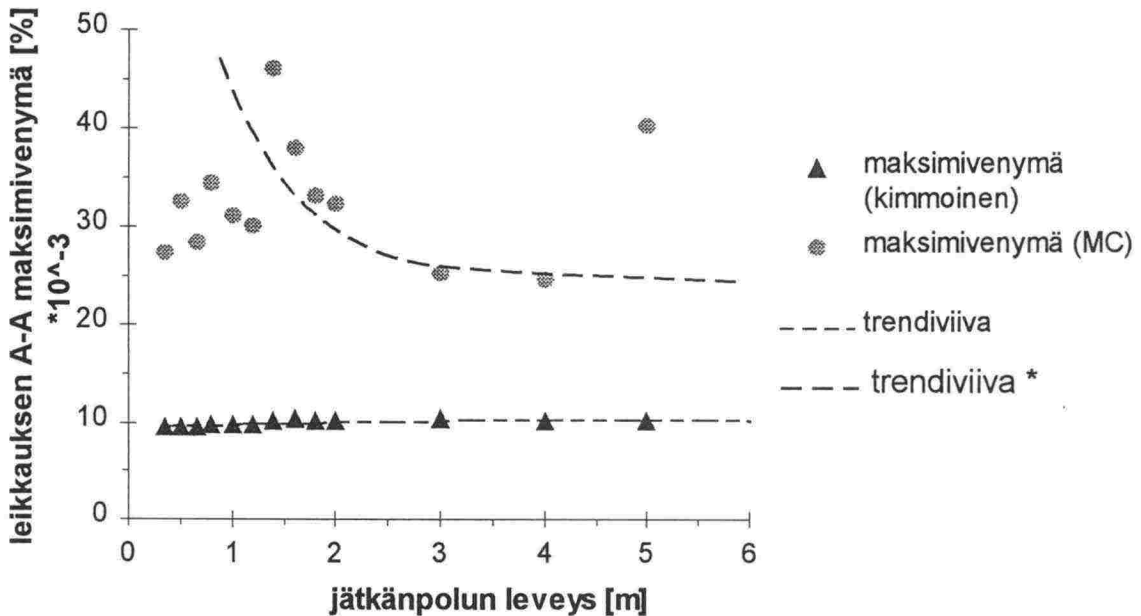 leikkauksen A-A maksimivenymä [%]
*10^-3
50
40
30
20
10
0
0 1 2 3 4 5 6
jätkänpolun leveys [m]
maksimivenymä
(kimmoinen)
maksimivenymä (MC)
trendiviiva
trendiviiva *